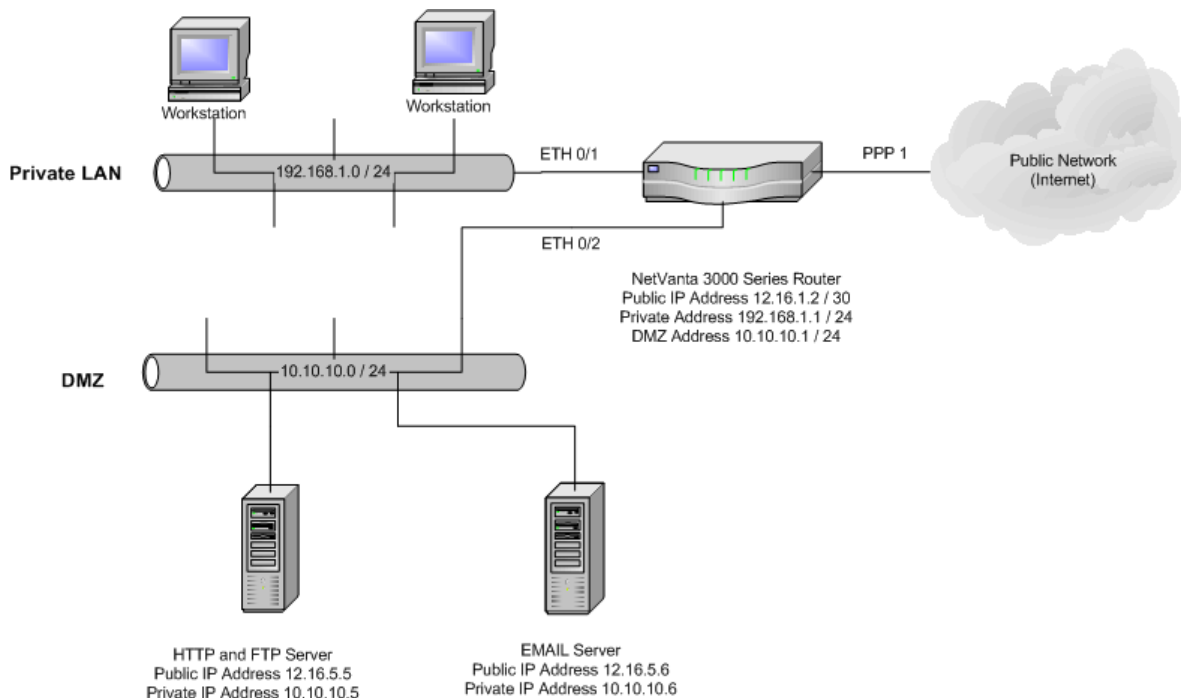 Workstation
Workstation
Private LAN
192.168.1.0 / 24
ETH 0/1
PPP 1
Public Network
(Internet)
ETH 0/2
NetVanta 3000 Series Router
Public IP Address 12.16.1.2 / 30
Private Address 192.168.1.1 / 24
DMZ Address 10.10.10.1 / 24
DMZ
10.10.10.0 / 24
HTTP and FTP Server
Public IP Address 12.16.5.5
Private IP Address 10.10.10.5
EMAIL Server
Public IP Address 12.16.5.6
Private IP Address 10.10.10.6